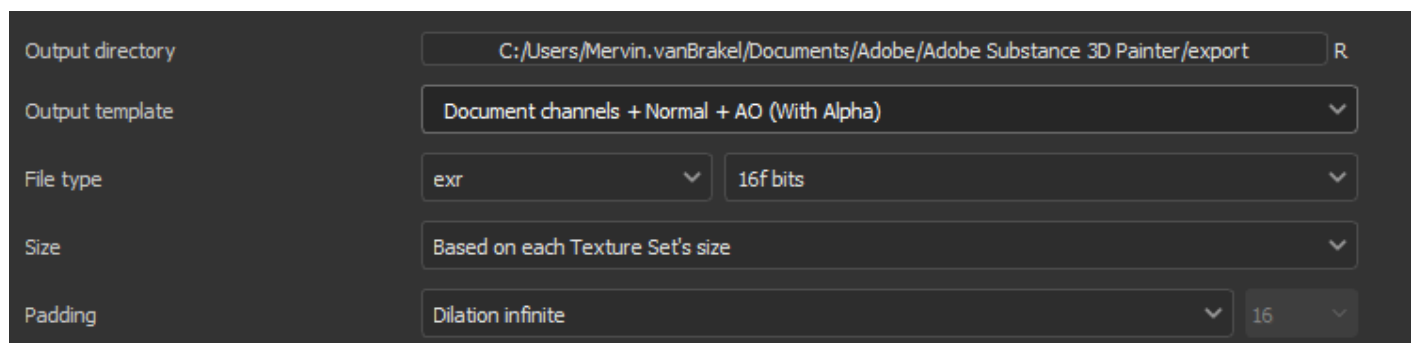 Output directory C:/Users/Mervin.vanBrakel/Documents/Adobe/Adobe Substance 3D Painter/export R
Output template Document channels + Normal + AO (With Alpha)
File type exr 16f bits
Size Based on each Texture Set's size
Padding Dilation infinite 16